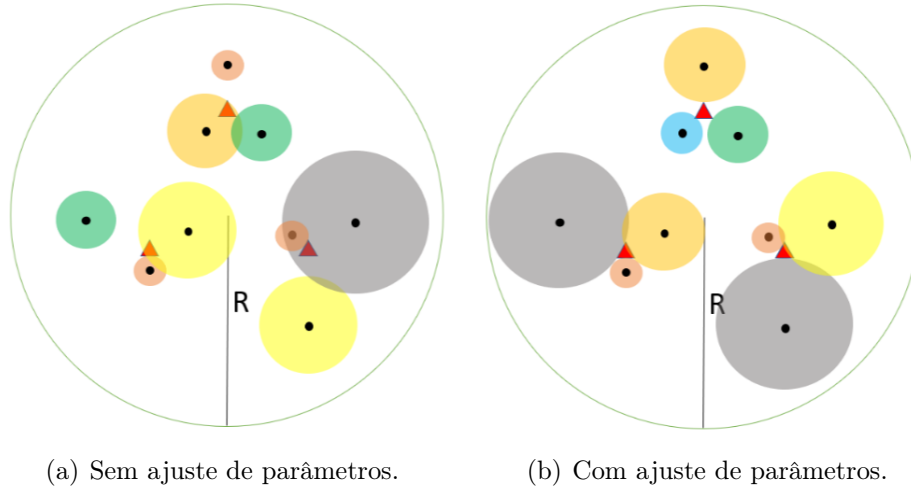 R
R
(a) Sem ajuste de parâmetros.
(b) Com ajuste de parâmetros.